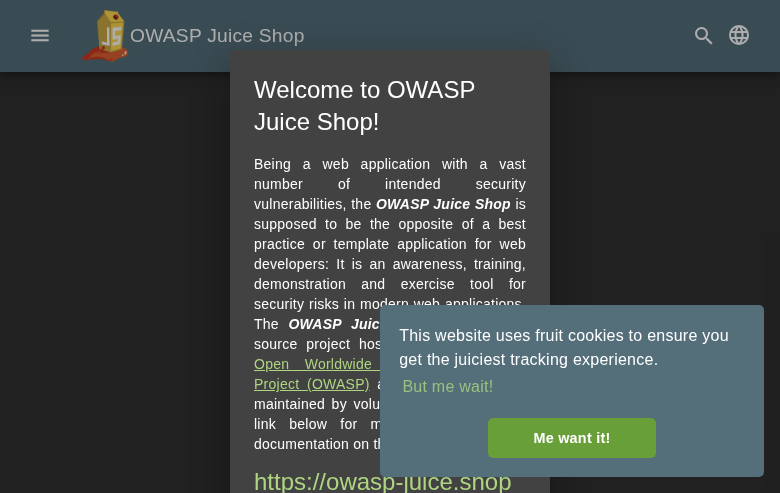 OWASP Juice Shop
Welcome to OWASP
Juice Shop!
Being a web application with a vast
number of intended security
vulnerabilities, the OWASP Juice Shop is
supposed to be the opposite of a best
practice or template application for web
developers: It is an awareness, training,
demonstration and exercise tool for
security risks in modern web applications.
The OWASP Juic
source project hos
Open Worldwide
Project (OWASP) a
maintained by volu
link below for m
documentation on th
https://owasp-juice.shop
This website uses fruit cookies to ensure you
get the juiciest tracking experience.
But me wait!
Me want it!